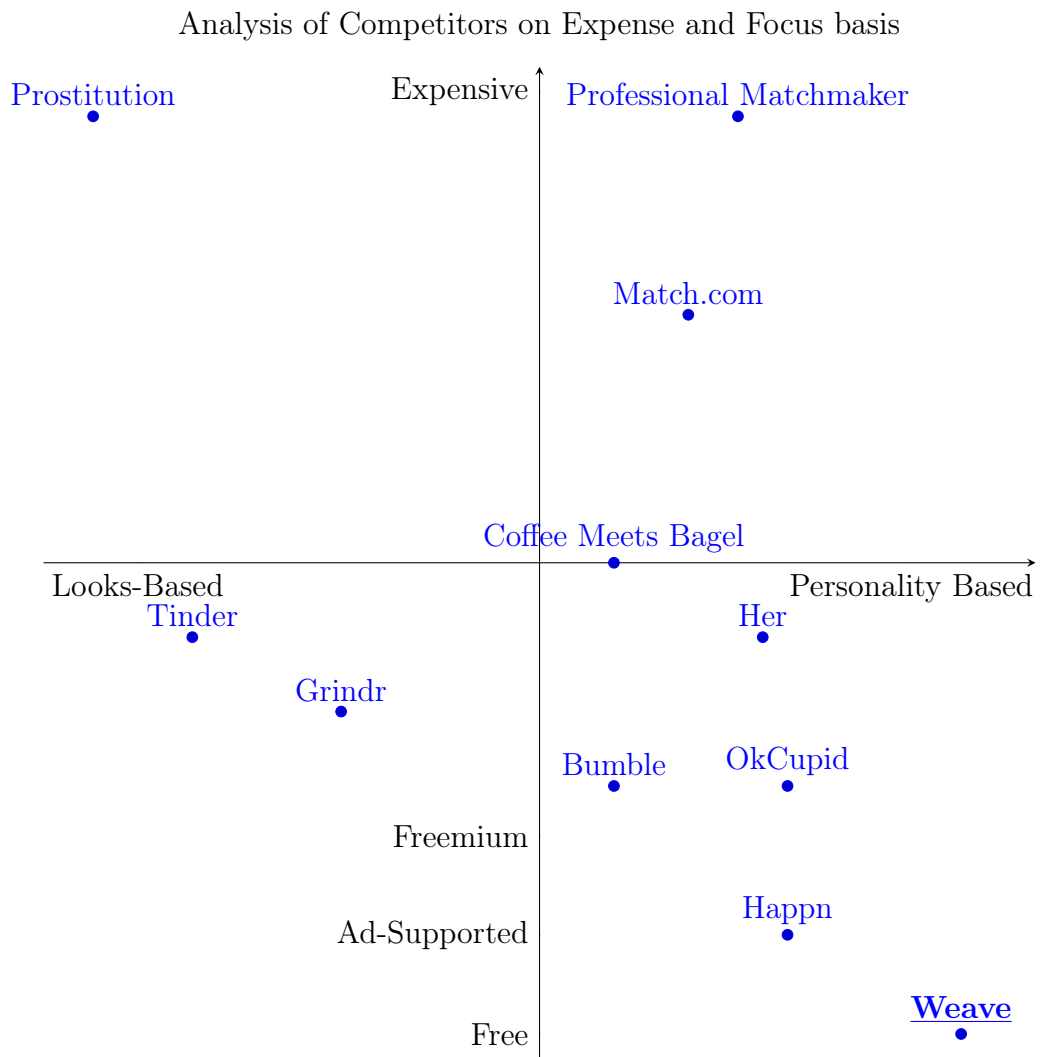 Analysis of Competitors on Expense and Focus basis
Expensive
Prostitution
Professional Matchmaker
Match.com
Coffee Meets Bagel
Looks-Based
Personality Based
Tinder
Her
Grindr
Bumble
OkCupid
Freemium
Happn
Ad-Supported
Weave
Free